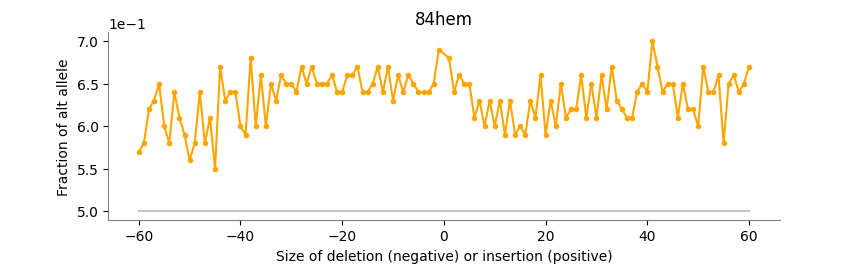 84hem
1e−1
7.0
6.5
6.0
5.5
5.0
Fraction of alt allele
−60 −40 −20 0 20 40 60
Size of deletion (negative) or insertion (positive)